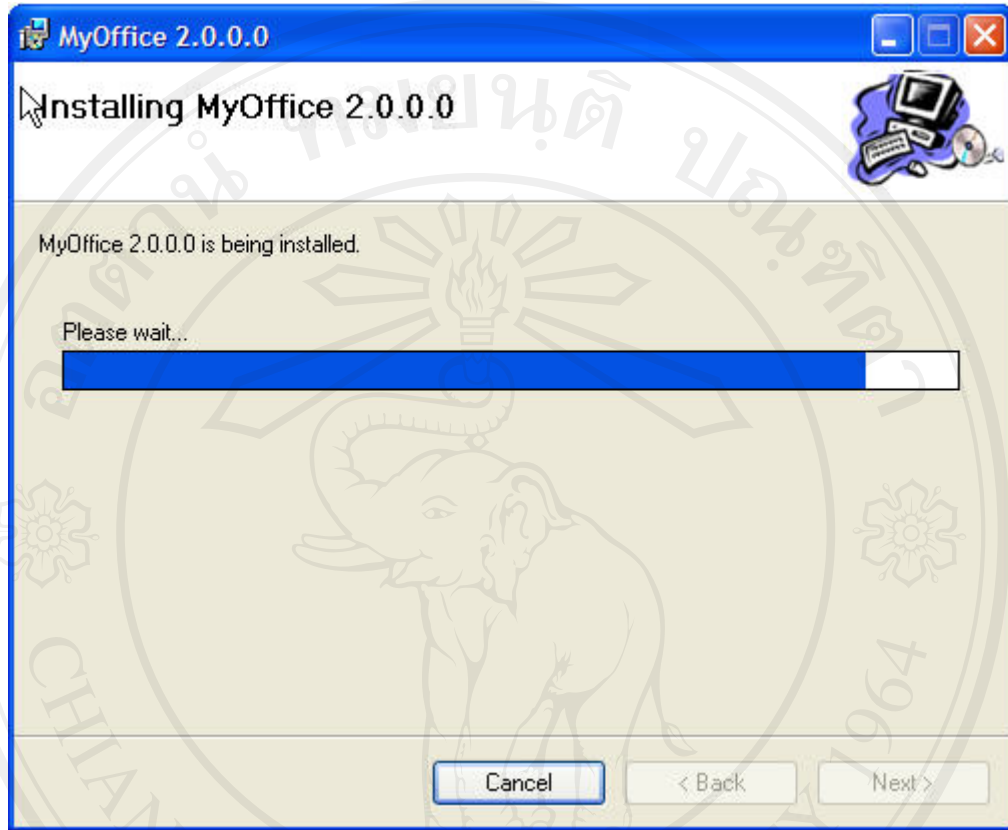 MyOffice 2.0.0.0
Installing MyOffice 2.0.0.0
MyOffice 2.0.0.0 is being installed.
Please wait...
Cancel
< Back
Next >
1964